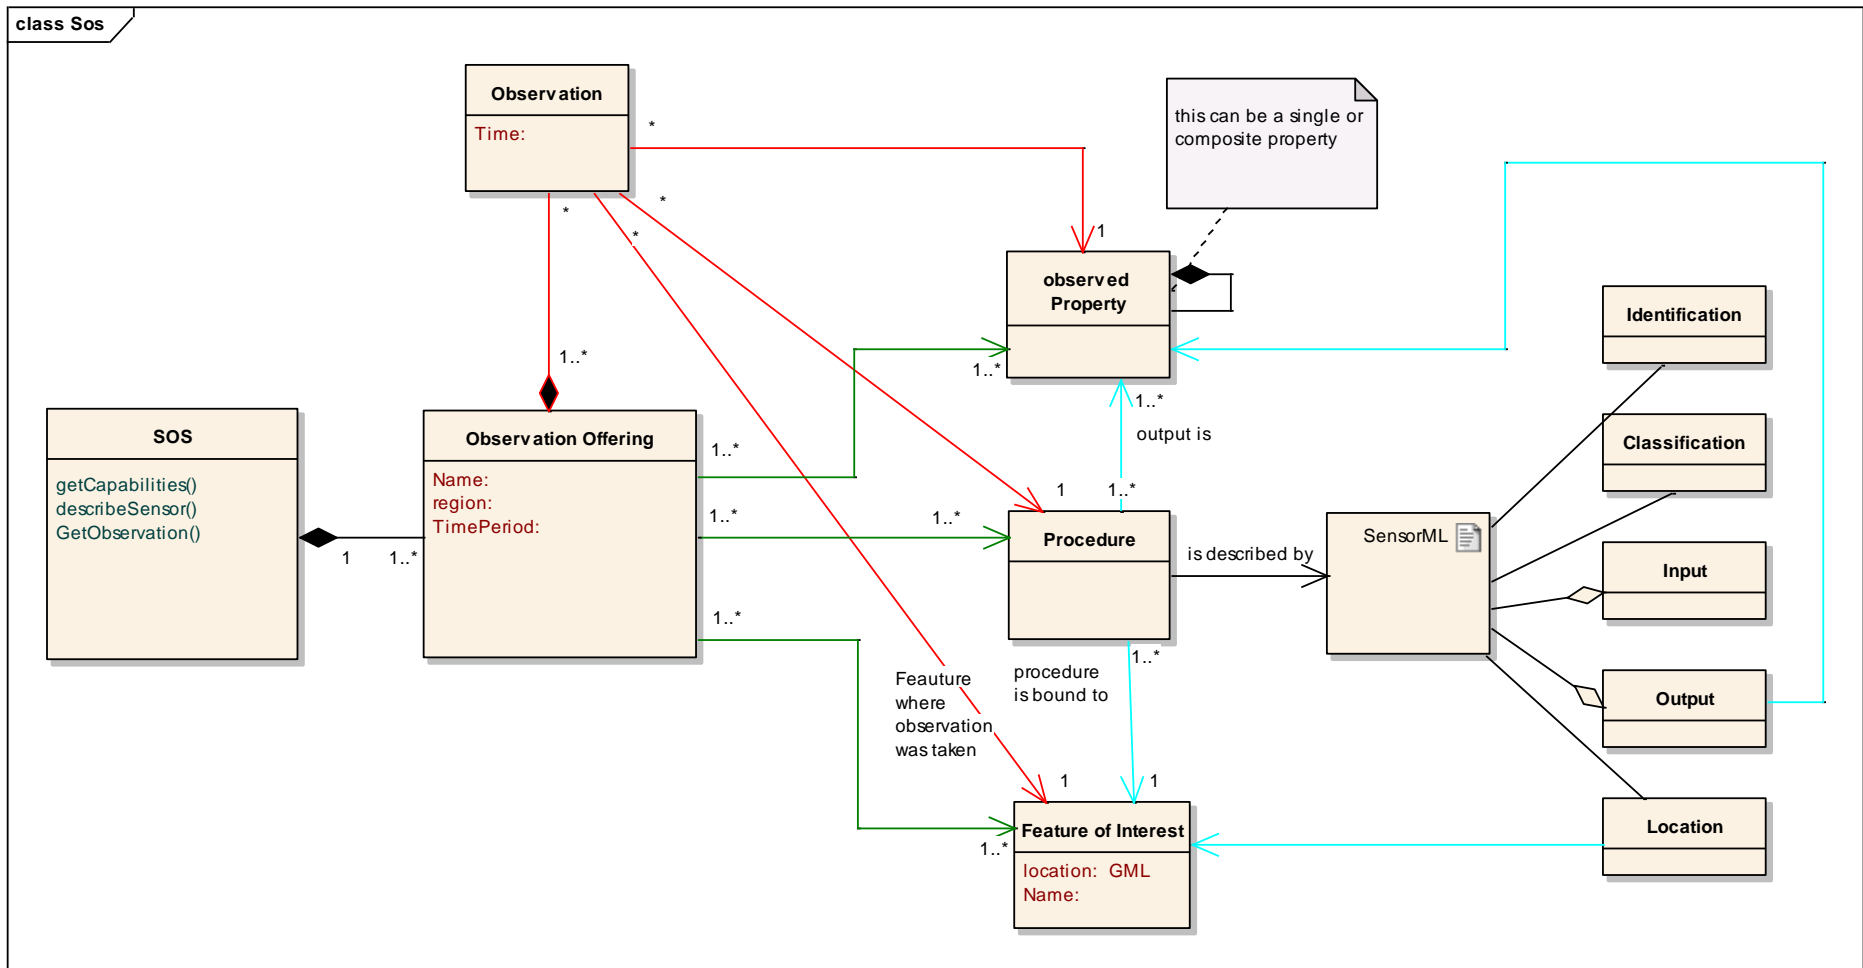 class Sos
Observation
Time:
*
*
*
*
1
this can be a single or
composite property
observed
Property
1..*
1..*
1..*
output is
1..*
Identification
Classification
Input
Output
Location
SOS
getCapabilities()
describeSensor()
GetObservation()
1
1..*
Observation Offering
Name:
region:
TimePeriod:
1..*
1..*
1..*
1..*
1
Procedure
is described by
SensorML
1..*
Feauture
where
observation
was taken
procedure
is bound to
1
1
1..*
Feature of Interest
location: GML
Name: